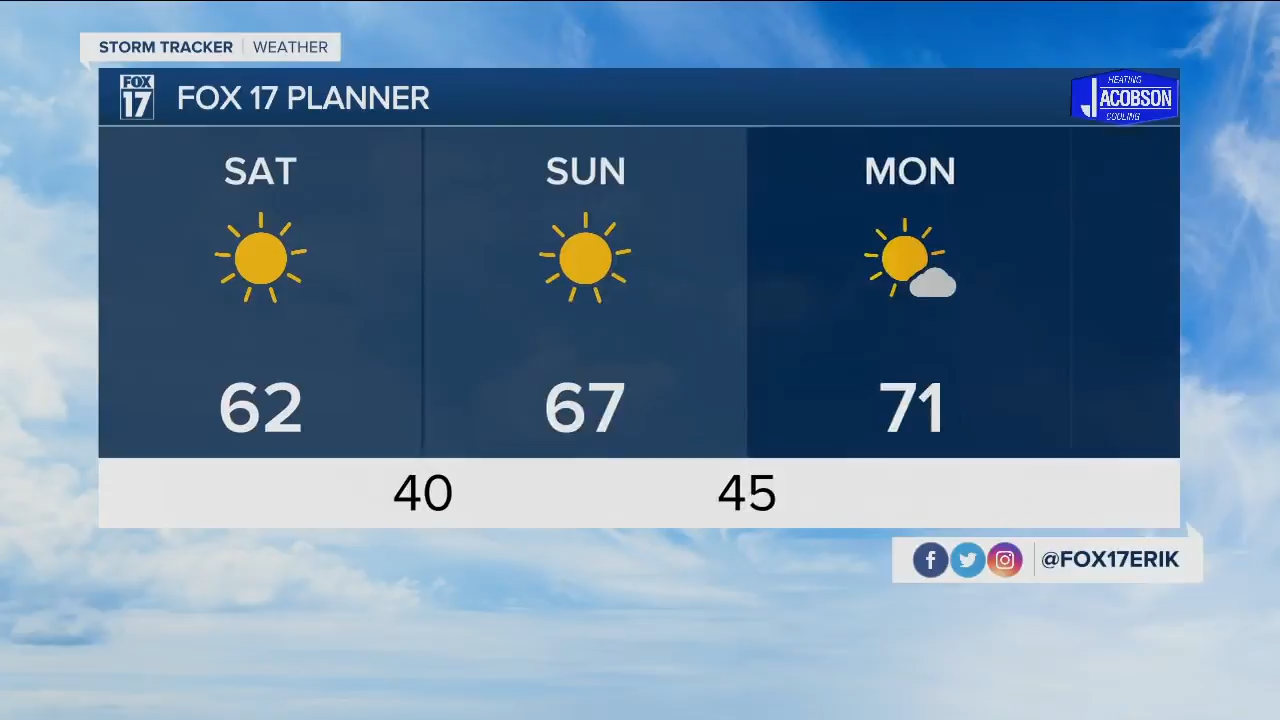 STORM TRACKER WEATHER
FOX 17
FOX 17 PLANNER
HEATING
JACOBSON
COOLING
SAT SUN MON
62 67 71
40 45
f @FOX17ERIK